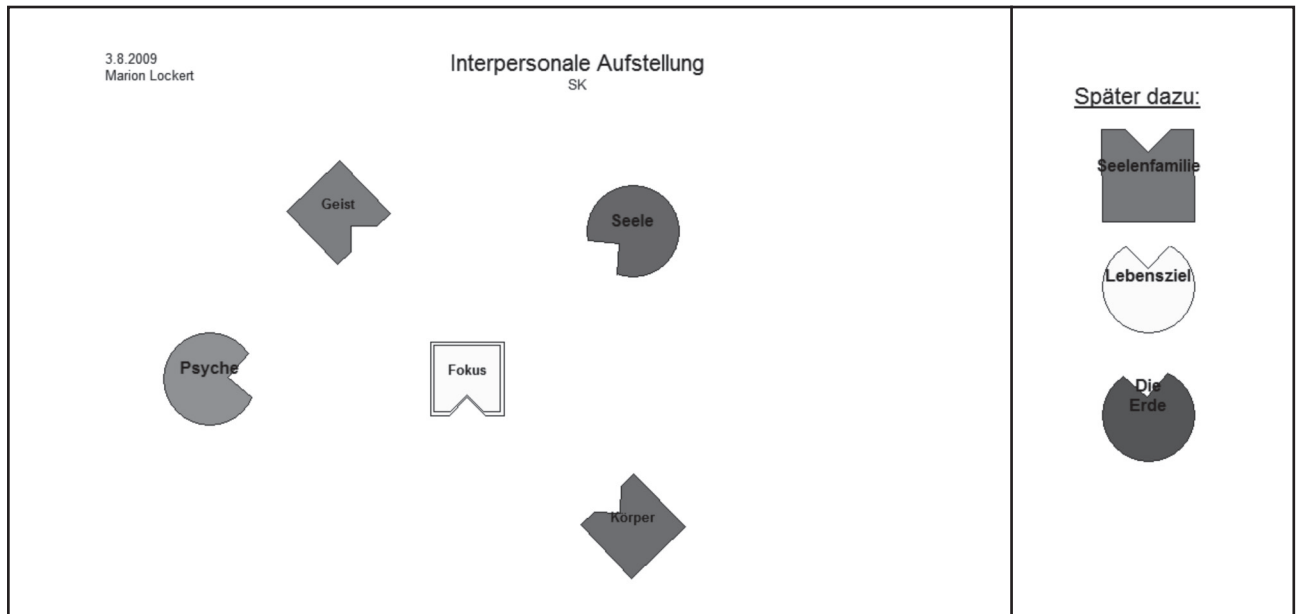 3.8.2009
Marion Lockert
Interpersonale Aufstellung
SK
Geist
Seele
Psyche
Fokus
Körper
Später dazu:
Seelenfamilie
Lebensziel
Die
Erde